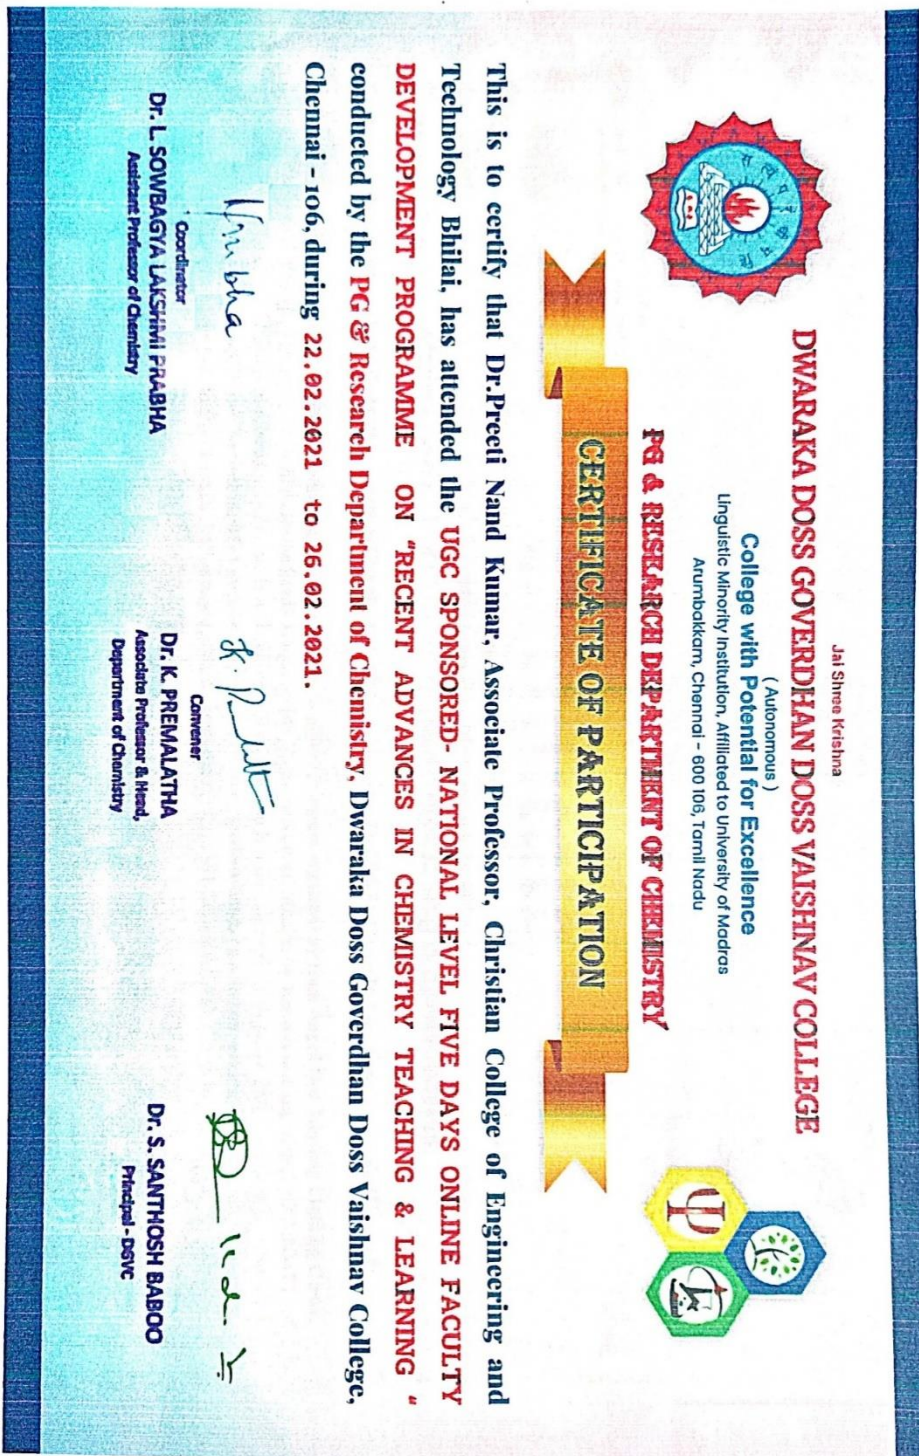 Jai Shree Krishna
DWARAKA DOSS GOVERDHAN DOSS VAISHNAV COLLEGE
( Autonomous )
College with Potential for Excellence
Linguistic Minority Institution, Affiliated to University of Madras
Arumbakkam, Chennai - 600 106, Tamil Nadu
PG & RESEARCH DEPARTMENT OF CHEMISTRY
CERTIFICATE OF PARTICIPATION
This is to certify that Dr.Preeti Nand Kumar, Associate Professor, Christian College of Engineering and
Technology Bhilai, has attended the UGC SPONSORED- NATIONAL LEVEL FIVE DAYS ONLINE FACULTY
DEVELOPMENT PROGRAMME ON "RECENT ADVANCES IN CHEMISTRY TEACHING & LEARNING "
conducted by the PG & Research Department of Chemistry, Dwaraka Doss Goverdhan Doss Vaishnav College,
Chennai - 106, during 22.02.2021 to 26.02.2021.
Coordinator
Dr. L. SOWBAGYA LAKSHMI PRABHA
Assistant Professor of Chemistry
Convener
Dr. K. PREMALATHA
Associate Professor & Head,
Department of Chemistry
Dr. S. SANTHOSH BABOO
Principal - DGVC